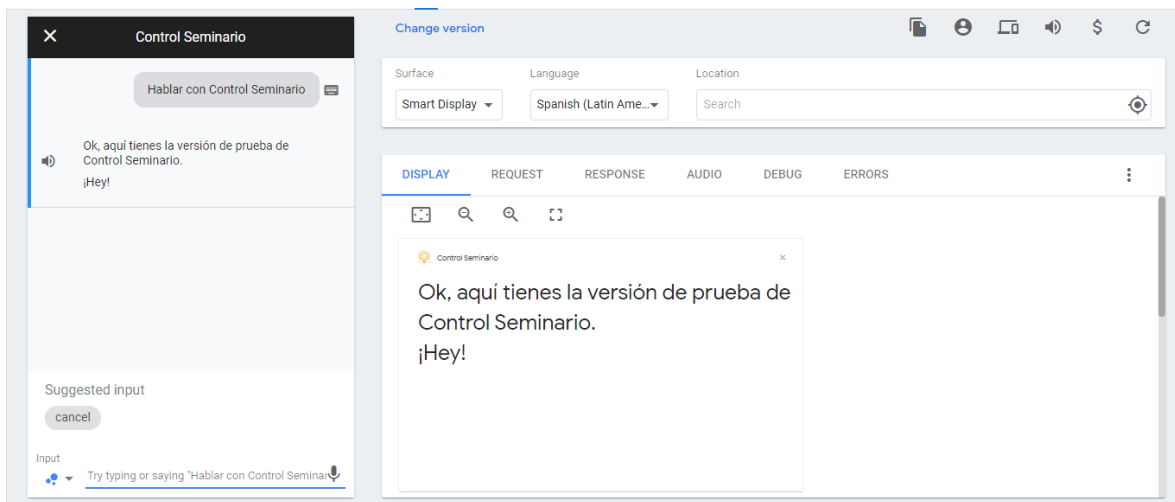 Control Seminario
Hablar con Control Seminario
Ok, aquí tienes la versión de prueba de
Control Seminario.
¡Hey!
Suggested input
cancel
Input
Try typing or saying "Hablar con Control Seminar
Change version
Surface
Language
Location
Smart Display
Spanish (Latin Ame...
Search
DISPLAY REQUEST RESPONSE AUDIO DEBUG ERRORS
Control Seminario
Ok, aquí tienes la versión de prueba de
Control Seminario.
¡Hey!